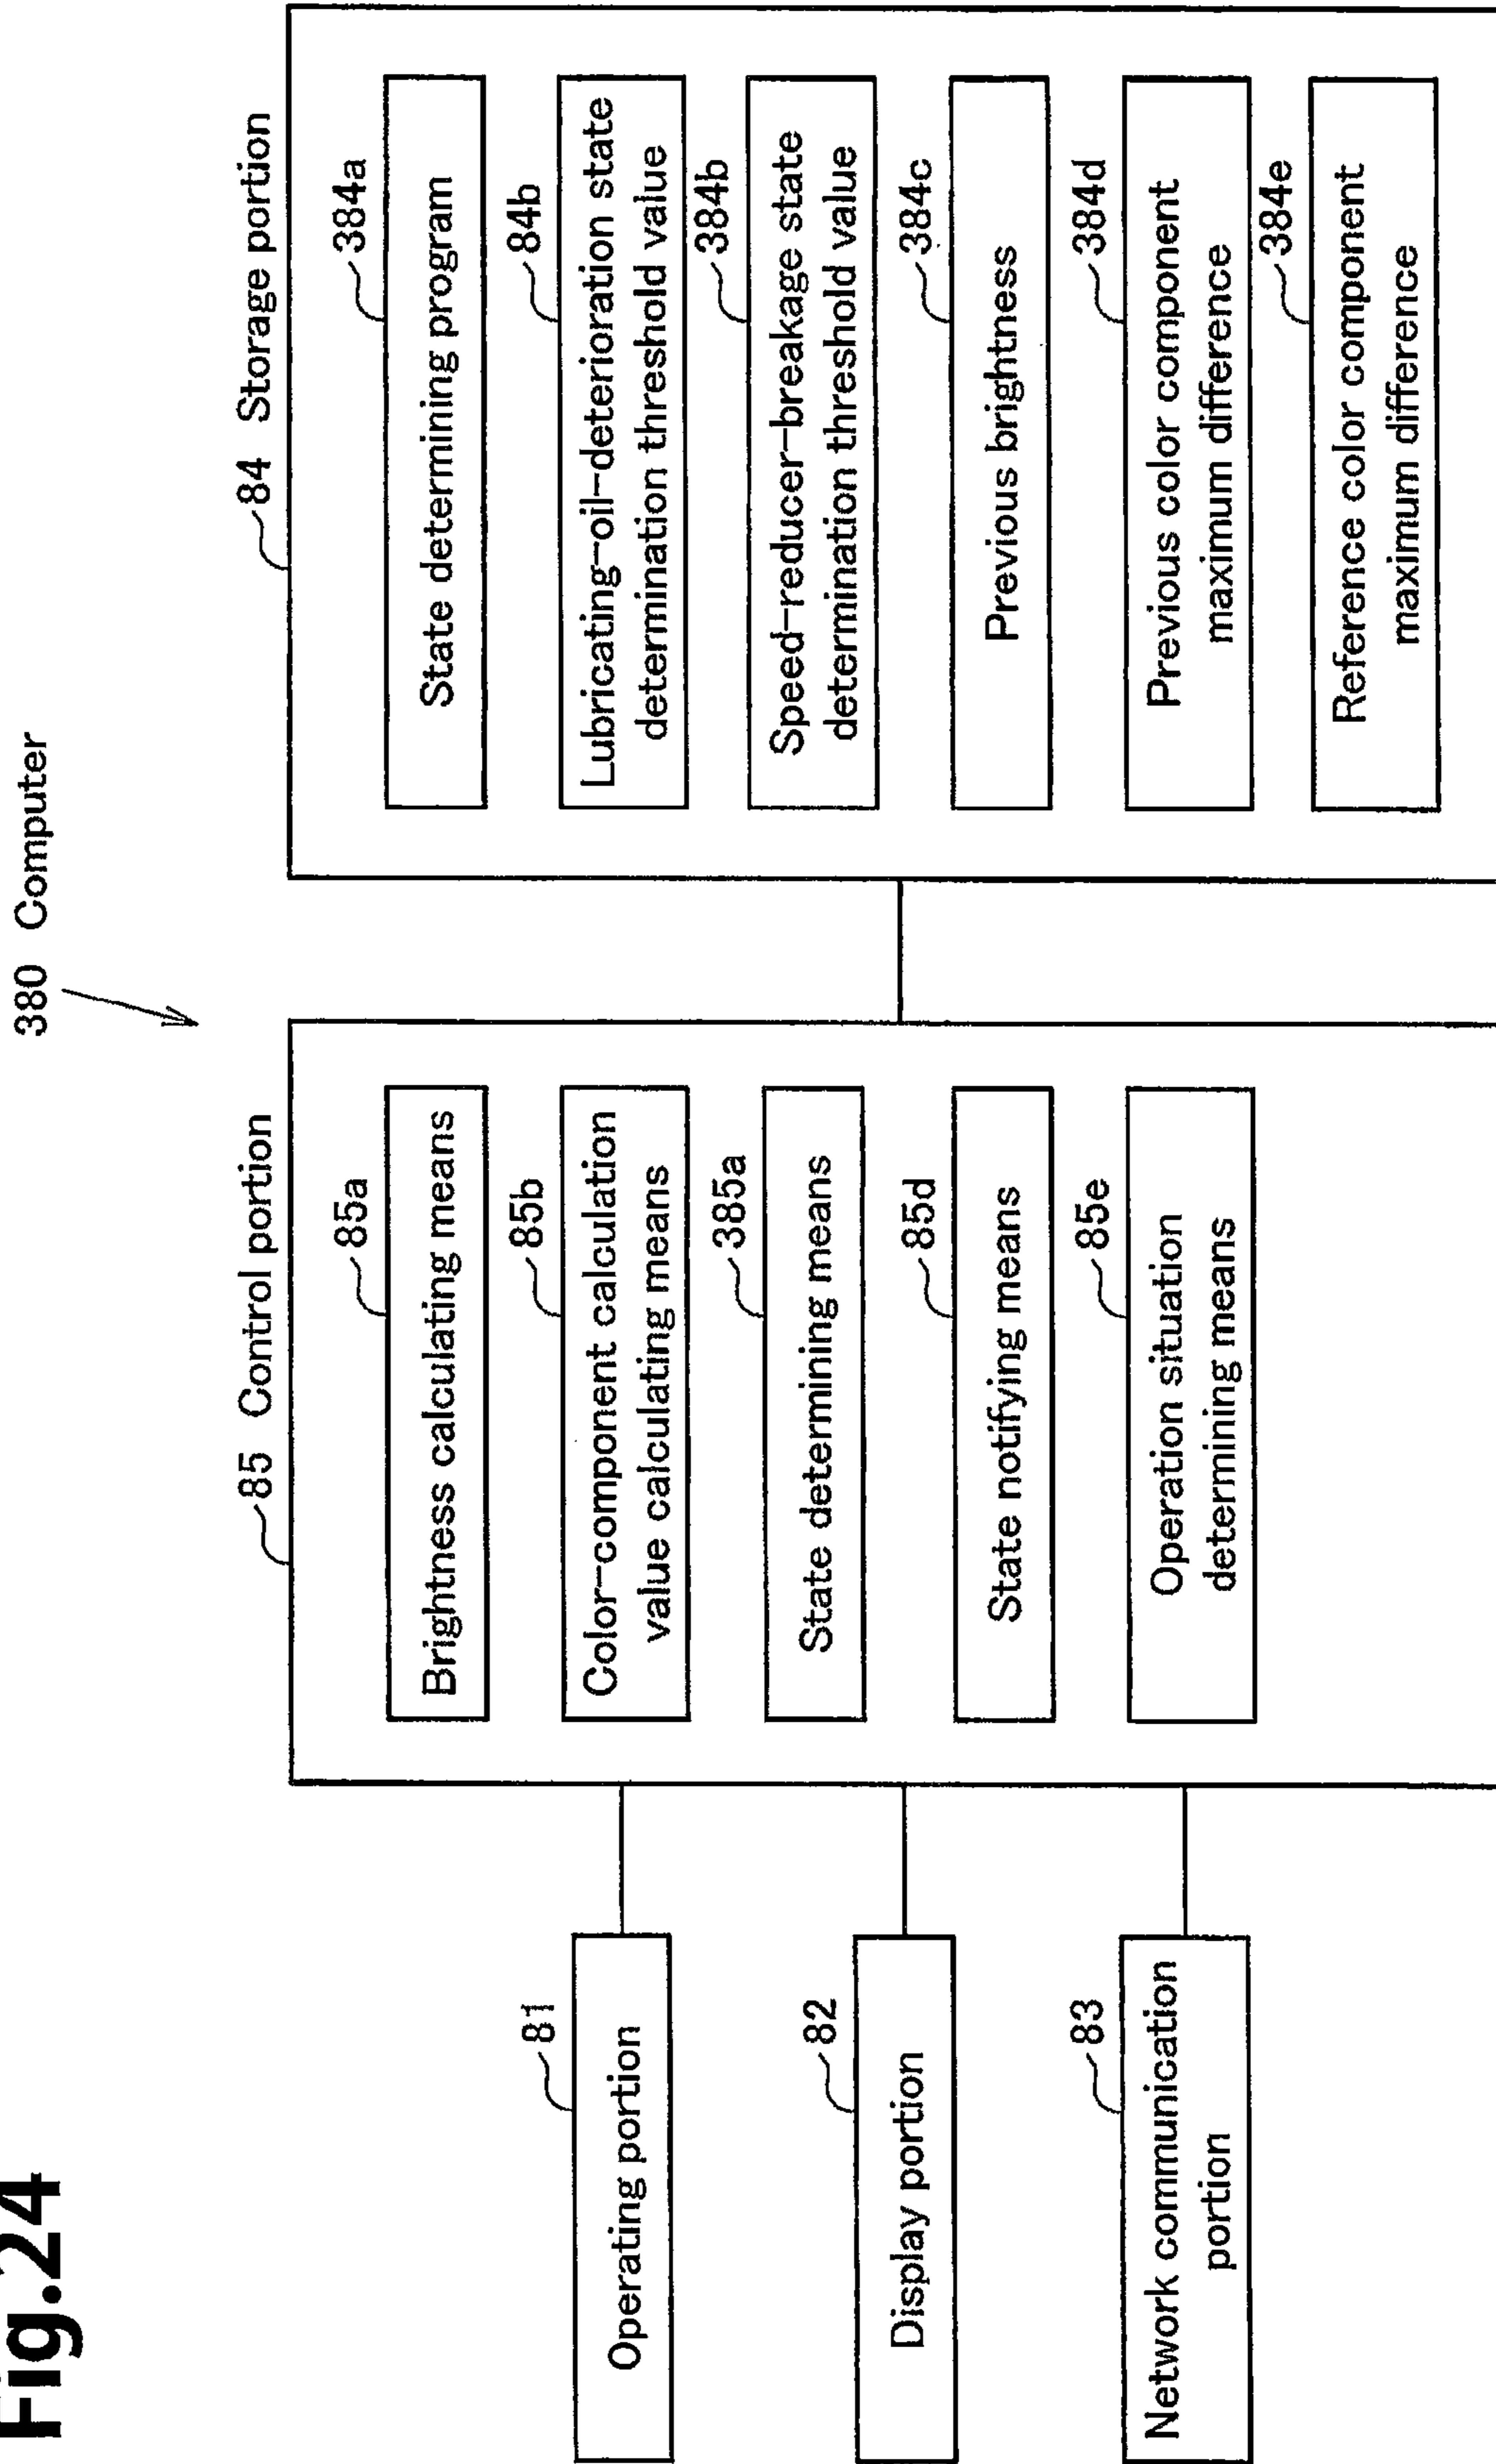 Fig.24
380 Computer
81
Operating portion
82
Display portion
83
Network communication
portion
85 Control portion
85a
Brightness calculating means
85b
Color-component calculation
value calculating means
385a
State determining means
85d
State notifying means
85e
Operation situation
determining means
84 Storage portion
384a
State determining program
84b
Lubricating-oil-deterioration state
determination threshold value
384b
Speed-reducer-breakage state
determination threshold value
384c
Previous brightness
384d
Previous color component
maximum difference
384e
Reference color component
maximum difference